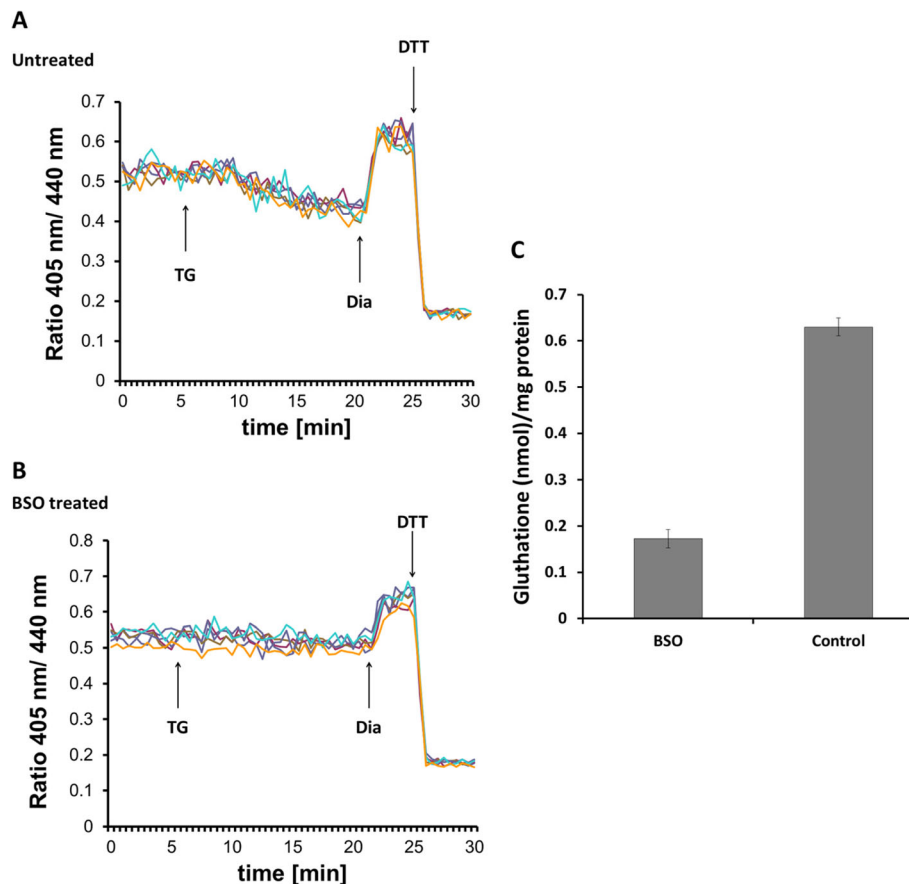 A
Untreated
DTT
0.7
0.6
0.5
0.4
0.3
0.2
0.1
0
Ratio 405 nm/ 440 nm
TG
Dia
0 5 10 15 20 25 30
time [min]
B
BSO treated
DTT
0.8
0.7
0.6
0.5
0.4
0.3
0.2
0.1
0
Ratio 405 nm/ 440 nm
TG
Dia
0 5 10 15 20 25 30
time [min]
C
0.7
0.6
0.5
0.4
0.3
0.2
0.1
0
Gluthatione (nmol)/mg protein
BSO Control